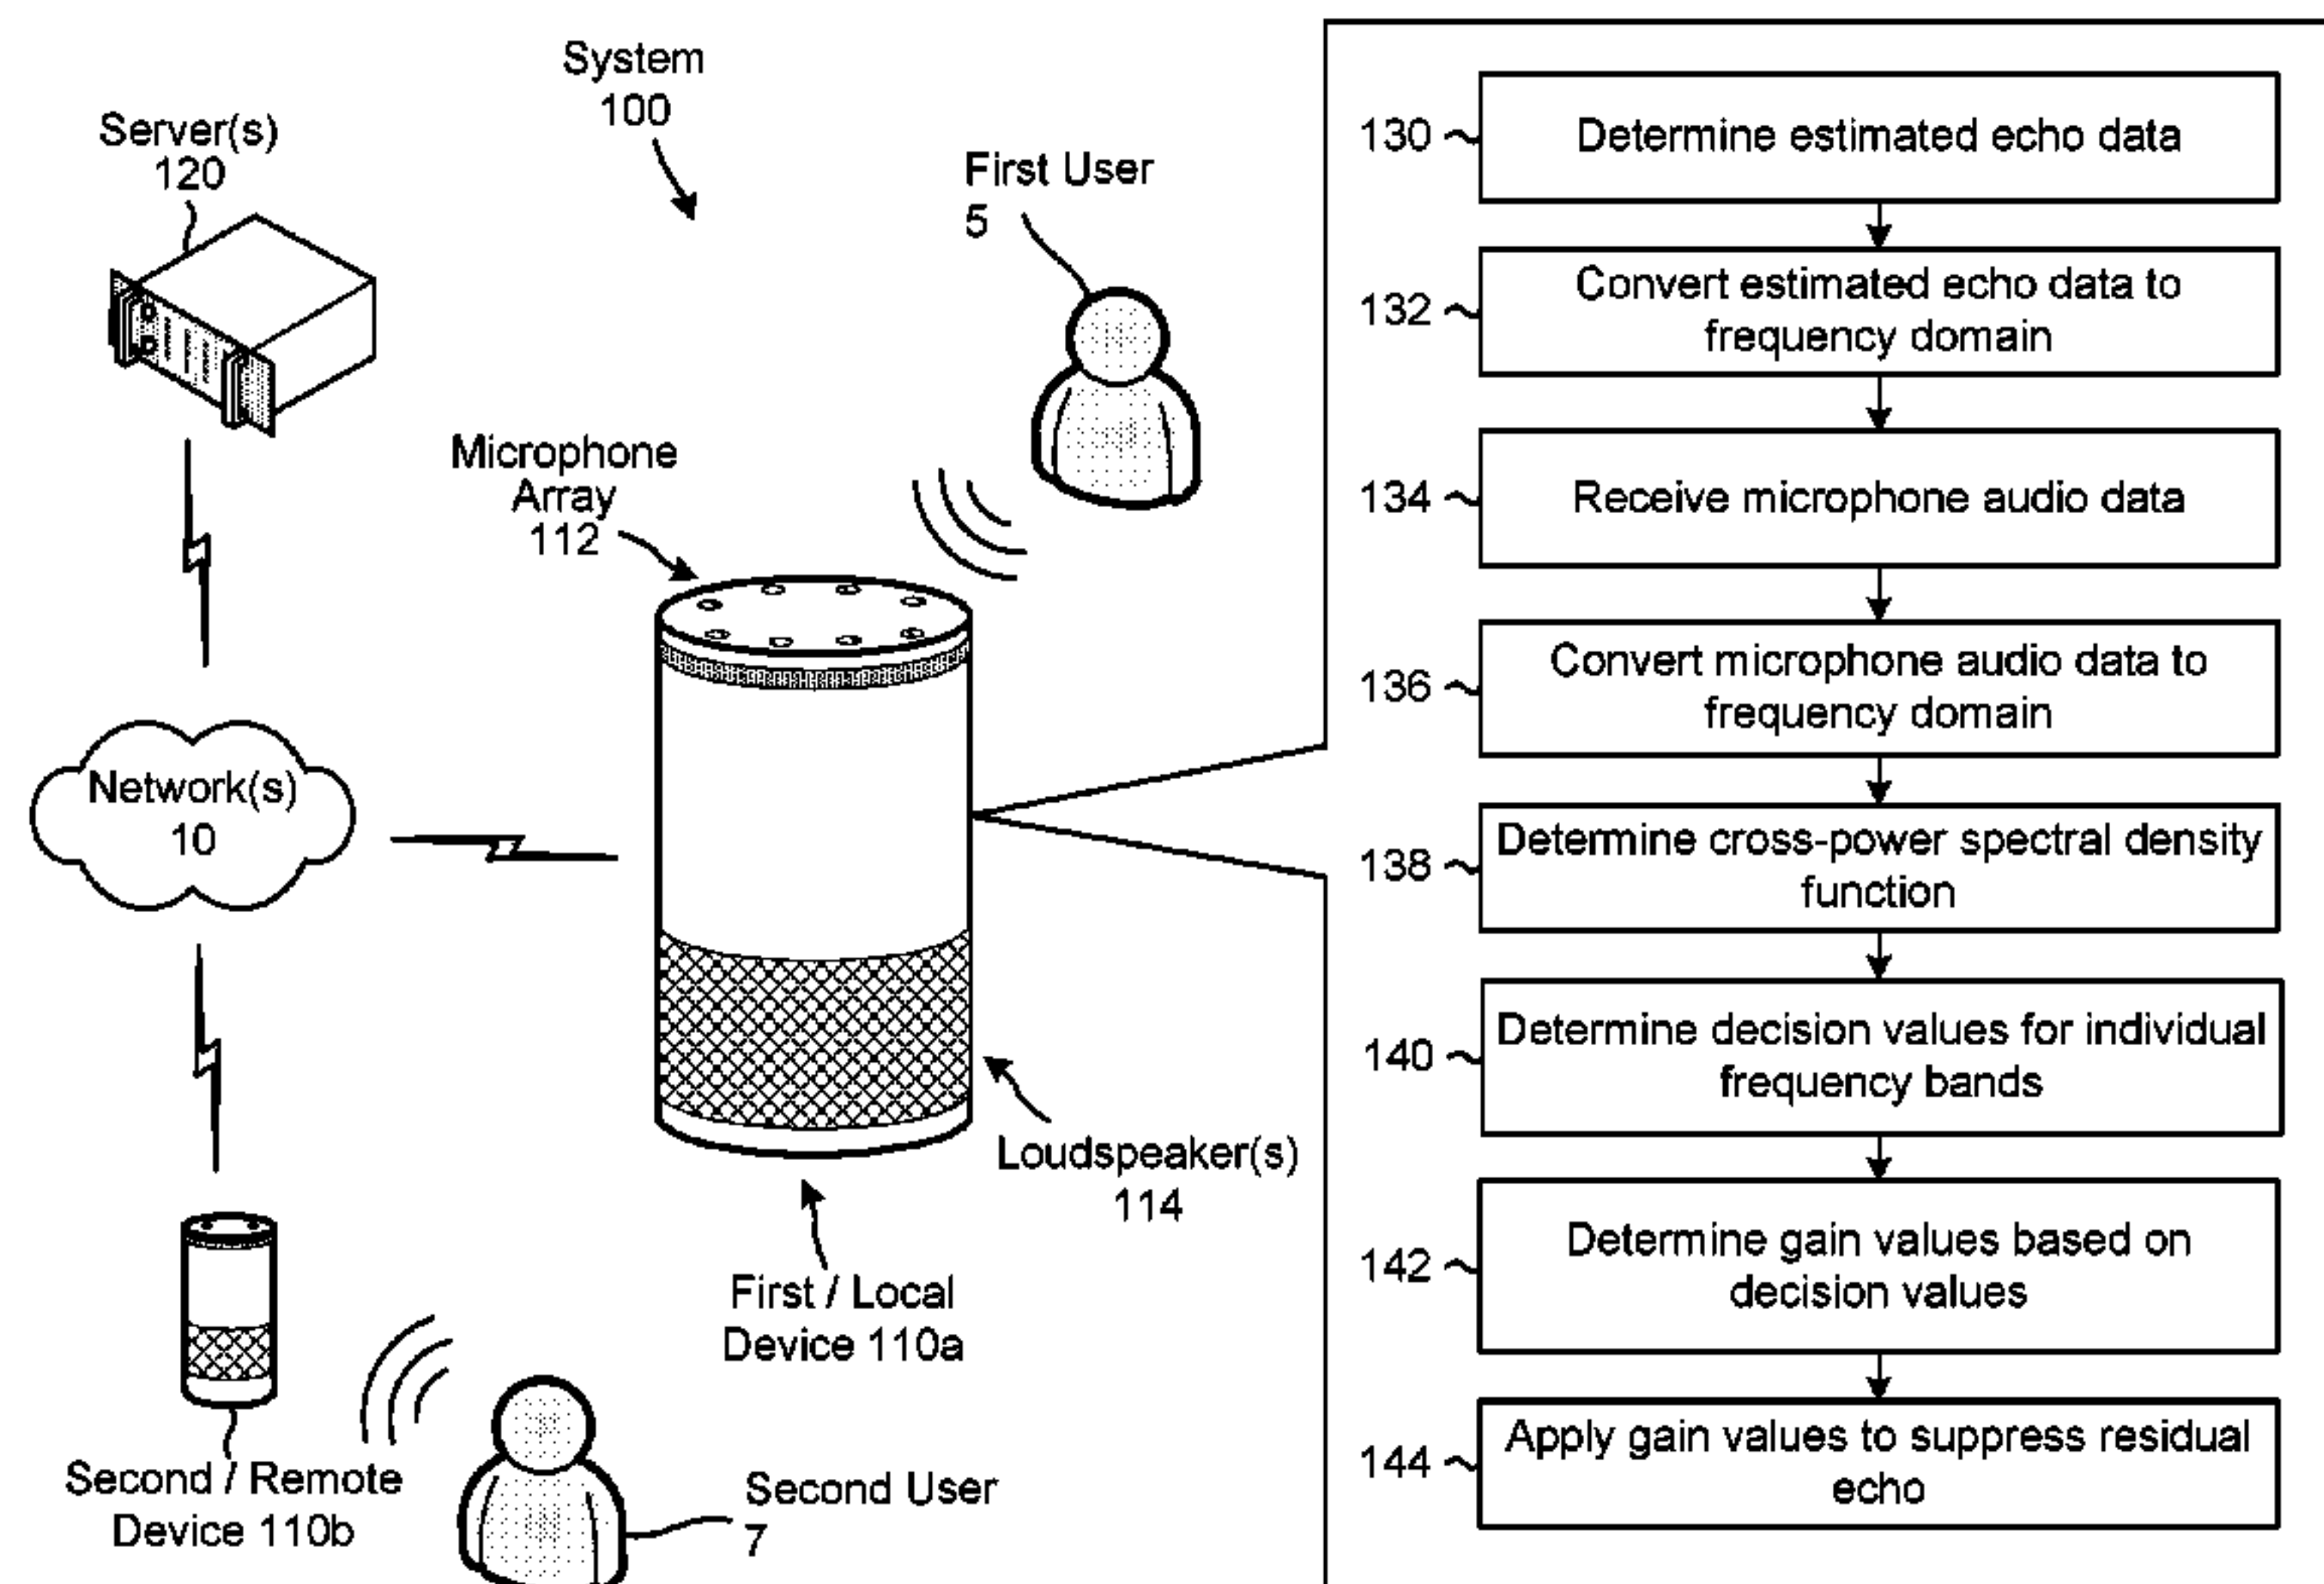 System
100
Server(s)
120
First User
5
Microphone
Array
112
Network(s)
10
Loudspeaker(s)
114
First / Local
Device 110a
Second / Remote
Device 110b
Second User
7
130
Determine estimated echo data
132
Convert estimated echo data to
frequency domain
134
Receive microphone audio data
136
Convert microphone audio data to
frequency domain
138
Determine cross-power spectral density
function
140
Determine decision values for individual
frequency bands
142
Determine gain values based on
decision values
144
Apply gain values to suppress residual
echo